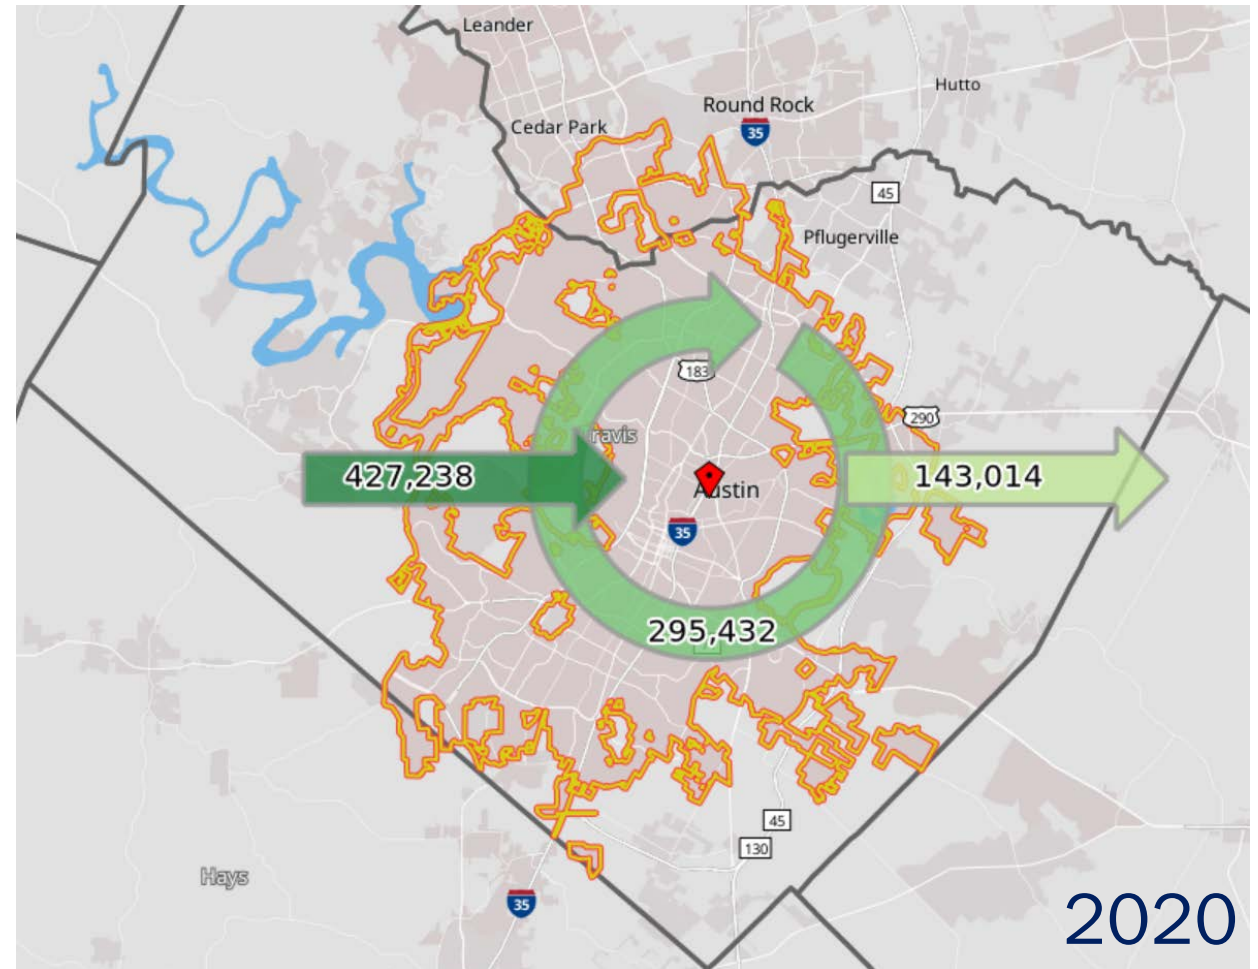 Leander
Hutto
Round Rock
35
Cedar Park
45
Pflugerville
183
290
ravis
427,238
143,014
Austin
35
295,432
45
130
Hays
35
2020